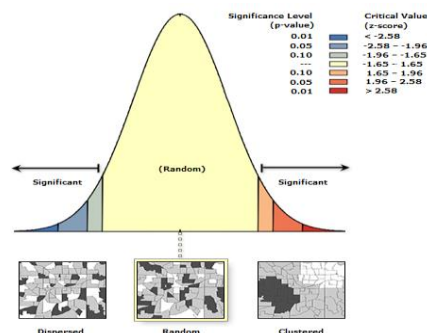 Significance Level Critical Value
(p-value) (z-score)
0.01 < -2.58
0.05 -2.58 – -1.96
0.10 -1.96 – -1.65
--- -1.65 – 1.65
0.10 1.65 – 1.96
0.05 1.96 – 2.58
0.01 > 2.58
(Random)
Significant Significant
Dispersed Random Clustered